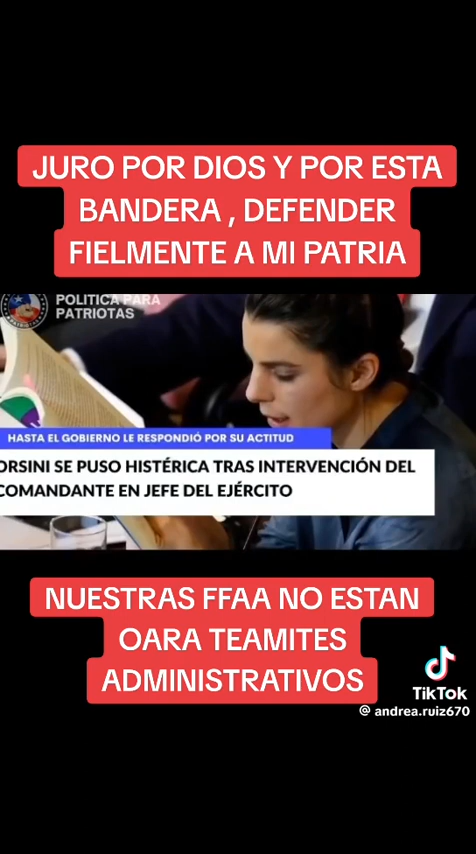 JURO POR DIOS Y POR ESTA
BANDERA , DEFENDER
FIELMENTE A MI PATRIA
POLÍTICA PARA
PATRIOTAS
HASTA EL GOBIERNO LE RESPONDIÓ POR SU ACTITUD
ORSINI SE PUSO HISTÉRICA TRAS INTERVENCIÓN DEL
COMANDANTE EN JEFE DEL EJÉRCITO
NUESTRAS FFAA NO ESTAN
OARA TEAMITES
ADMINISTRATIVOS
TikTok
@ andrea.ruiz670